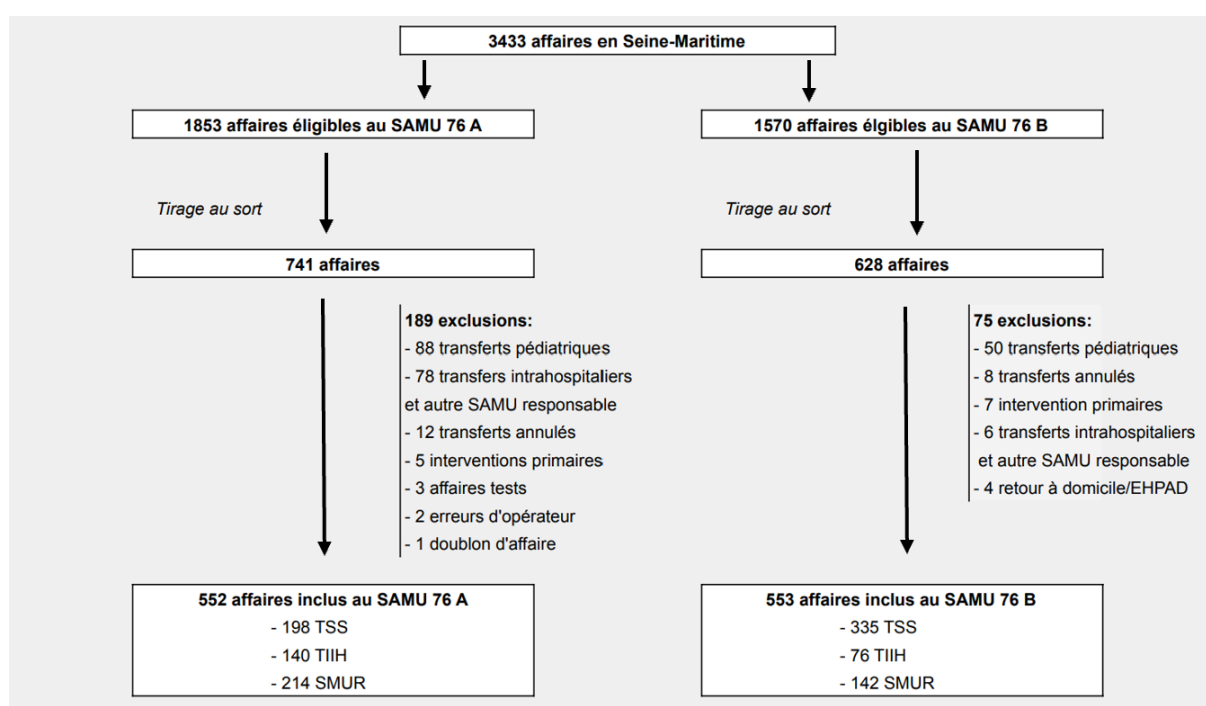 3433 affaires en Seine-Maritime
1853 affaires éligibles au SAMU 76 A
1570 affaires élgibles au SAMU 76 B
Tirage au sort
Tirage au sort
741 affaires
628 affaires
189 exclusions:
- 88 transferts pédiatriques
- 78 transfers intrahospitaliers
et autre SAMU responsable
- 12 transferts annulés
- 5 interventions primaires
- 3 affaires tests
- 2 erreurs d'opérateur
- 1 doublon d'affaire
75 exclusions:
- 50 transferts pédiatriques
- 8 transferts annulés
- 7 intervention primaires
- 6 transferts intrahospitaliers
et autre SAMU responsable
- 4 retour à domicile/EHPAD
552 affaires inclus au SAMU 76 A
- 198 TSS
- 140 TIIH
- 214 SMUR
553 affaires inclus au SAMU 76 B
- 335 TSS
- 76 TIIH
- 142 SMUR